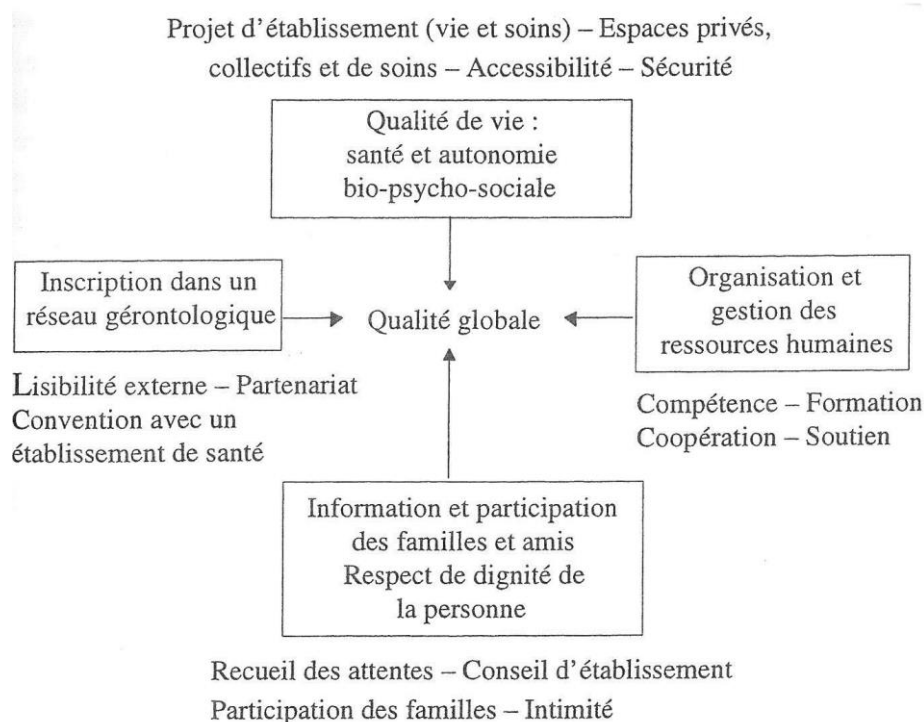 Projet d'établissement (vie et soins) – Espaces privés,
collectifs et de soins – Accessibilité – Sécurité
Qualité de vie :
santé et autonomie
bio-psycho-sociale
Inscription dans un
réseau gérontologique
Qualité globale
Organisation et
gestion des
ressources humaines
Lisibilité externe – Partenariat
Convention avec un
établissement de santé
Compétence – Formation
Coopération – Soutien
Information et participation
des familles et amis
Respect de dignité de
la personne
Recueil des attentes – Conseil d'établissement
Participation des familles – Intimité